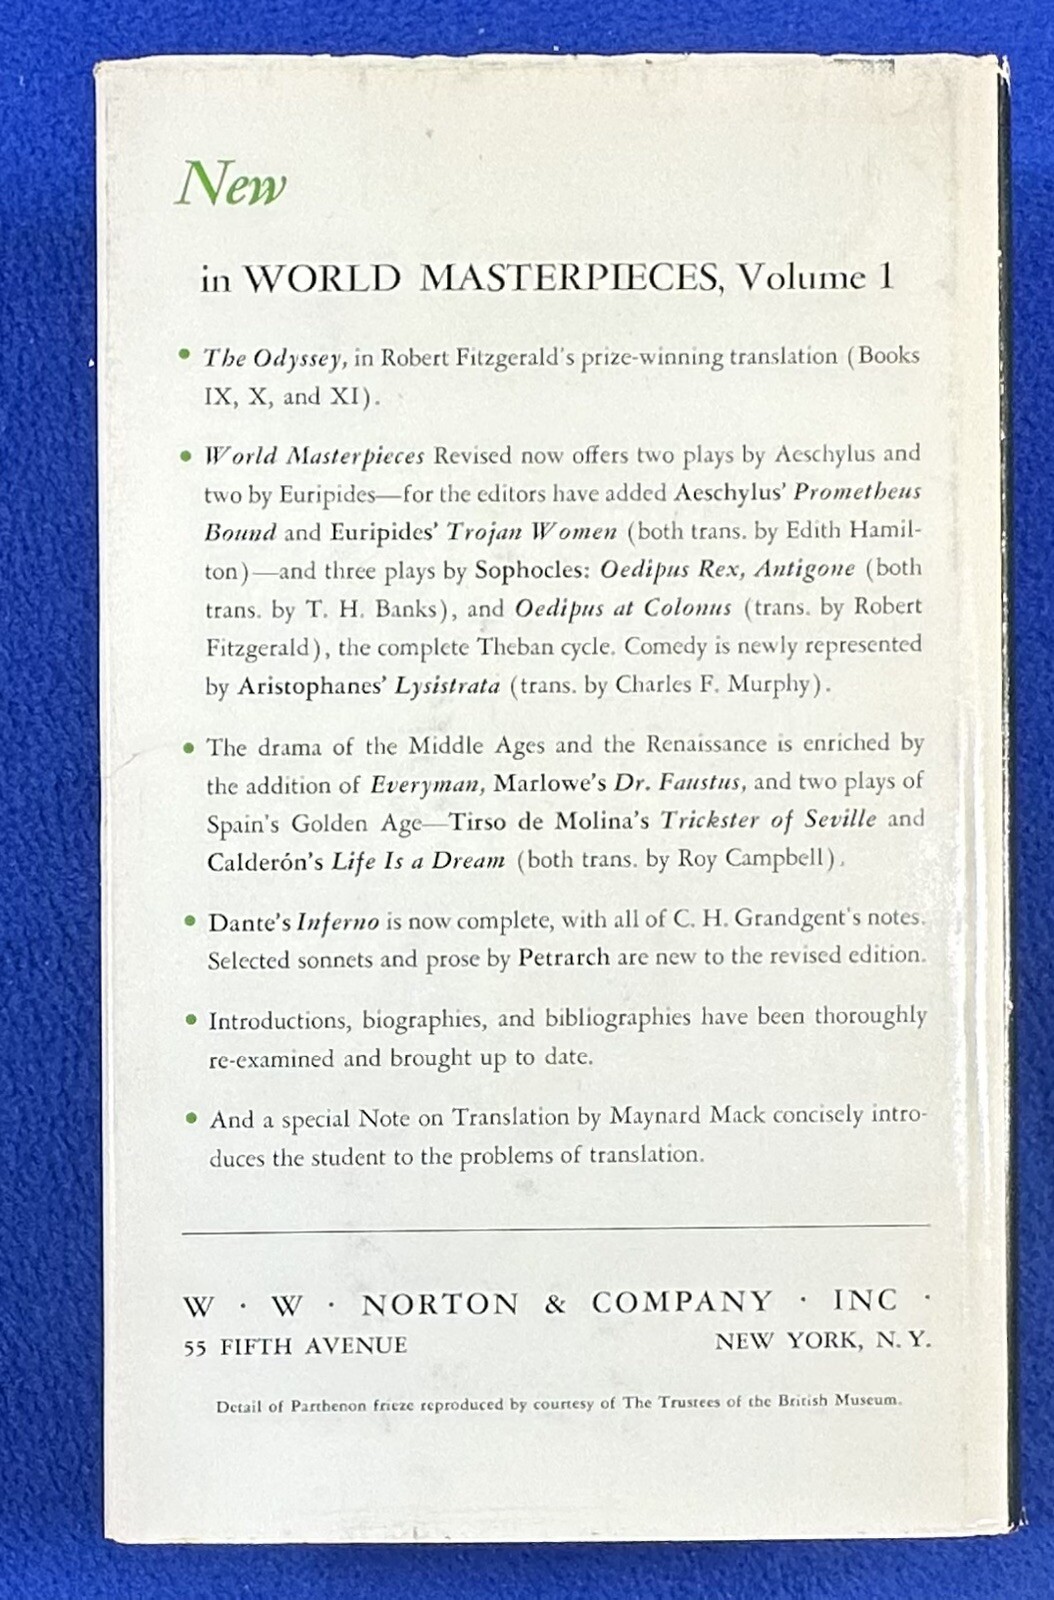 New
in WORLD MASTERPIECES, Volume 1
• The Odyssey, in Robert Fitzgerald's prize-winning translation (Books
IX, X, and XI).
• World Masterpieces Revised now offers two plays by Aeschylus and
two by Euripides—for the editors have added Aeschylus' Prometheus
Bound and Euripides' Trojan Women (both trans. by Edith Hamil-
ton)—and three plays by Sophocles: Oedipus Rex, Antigone (both
trans. by T. H. Banks), and Oedipus at Colonus (trans. by Robert
Fitzgerald), the complete Theban cycle. Comedy is newly represented
by Aristophanes' Lysistrata (trans. by Charles F. Murphy).
• The drama of the Middle Ages and the Renaissance is enriched by
the addition of Everyman, Marlowe's Dr. Faustus, and two plays of
Spain's Golden Age—Tirso de Molina's Trickster of Seville and
Calderón's Life Is a Dream (both trans. by Roy Campbell).
• Dante's Inferno is now complete, with all of C. H. Grandgent's notes.
Selected sonnets and prose by Petrarch are new to the revised edition.
• Introductions, biographies, and bibliographies have been thoroughly
re-examined and brought up to date.
• And a special Note on Translation by Maynard Mack concisely intro-
duces the student to the problems of translation.
W · W · NORTON & COMPANY · INC ·
55 FIFTH AVENUE NEW YORK, N. Y.
Detail of Parthenon frieze reproduced by courtesy of The Trustees of the British Museum.